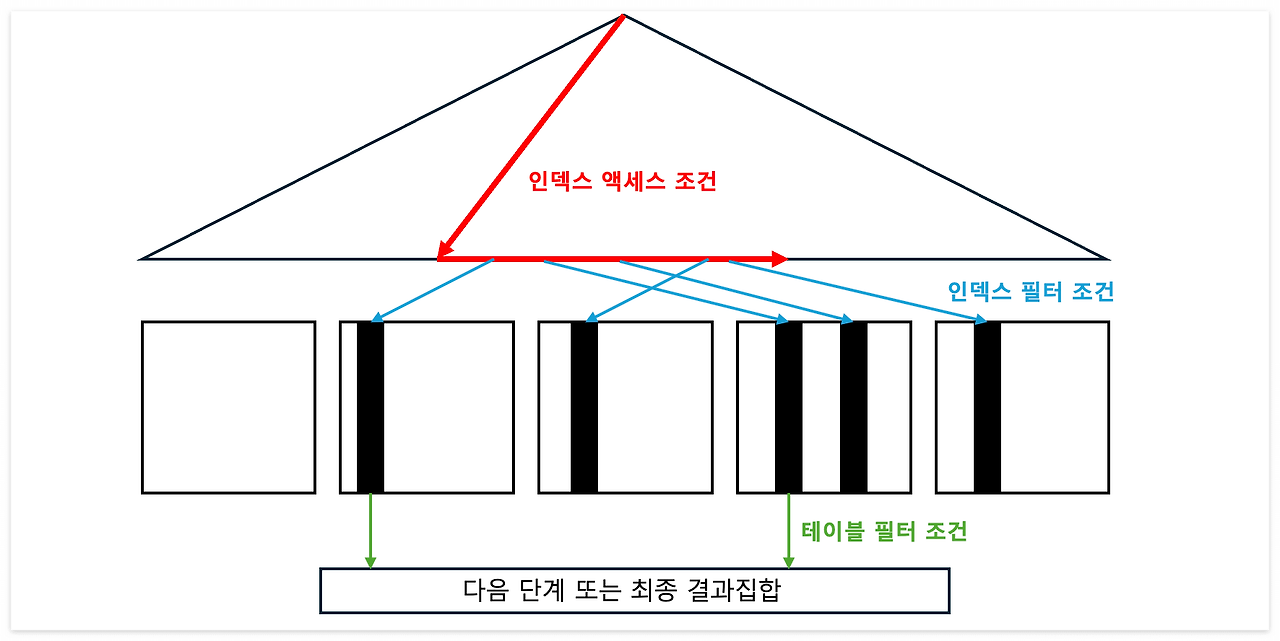 인덱스 액세스 조건
인덱스 필터 조건
테이블 필터 조건
다음 단계 또는 최종 결과집합